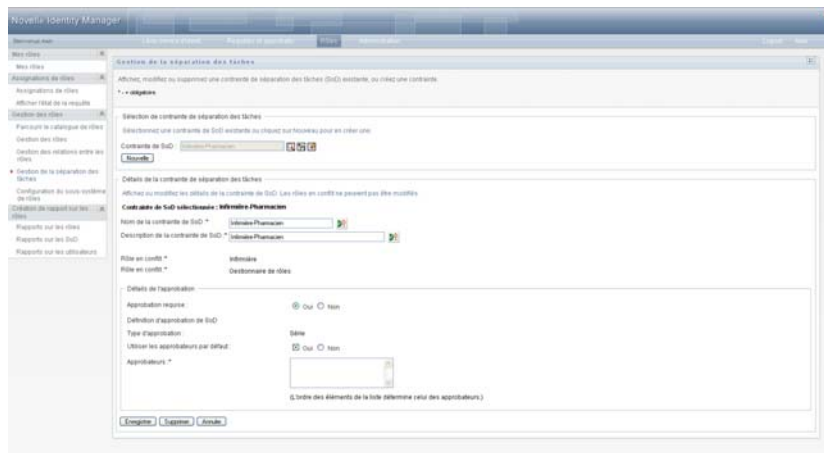 Novell® Identity Manager
Rôles
Mes rôles
Mes rôles
Assignations de rôles
Assignations de rôles
Afficher l'état de la requête
Gestion des rôles
Parcourir le catalogue de rôles
Gestion des rôles
Gestion des relations entre les rôles
Gestion de la séparation des tâches
Configuration du sous-système de rôles
Création de rapport sur les rôles
Rapports sur les rôles
Rapports sur les SoD
Rapports sur les utilisateurs
Gestion de la séparation des tâches
Affichez, modifiez ou supprimez une contrainte de séparation des tâches (SoD) existante, ou créez une contrainte.
* - = obligatoire.
Sélection de contrainte de séparation des tâches
Sélectionnez une contrainte de SoD existante ou cliquez sur Nouveau pour en créer une.
Contrainte de SoD : Infirmière-Pharmacien
Nouvelle
Détails de la contrainte de séparation des tâches
Affichez ou modifiez les détails de la contrainte de SoD. Les rôles en conflit ne peuvent pas être modifiés
Contrainte de SoD sélectionnée : Infirmière-Pharmacien
Nom de la contrainte de SoD: * Infirmière-Pharmacien
Description de la contrainte de SoD: * Infirmière-Pharmacien
Rôle en conflit: * Infirmière
Rôle en conflit: * Gestionnaire de rôles
Détails de l'approbation
Approbation requise : Oui Non
Définition d'approbation de SoD
Type d'approbation : Série
Utiliser les approbateurs par défaut: Oui Non
Approbateurs: *
(L'ordre des éléments de la liste détermine celui des approbateurs.)
Enregistrer Supprimer Annuler